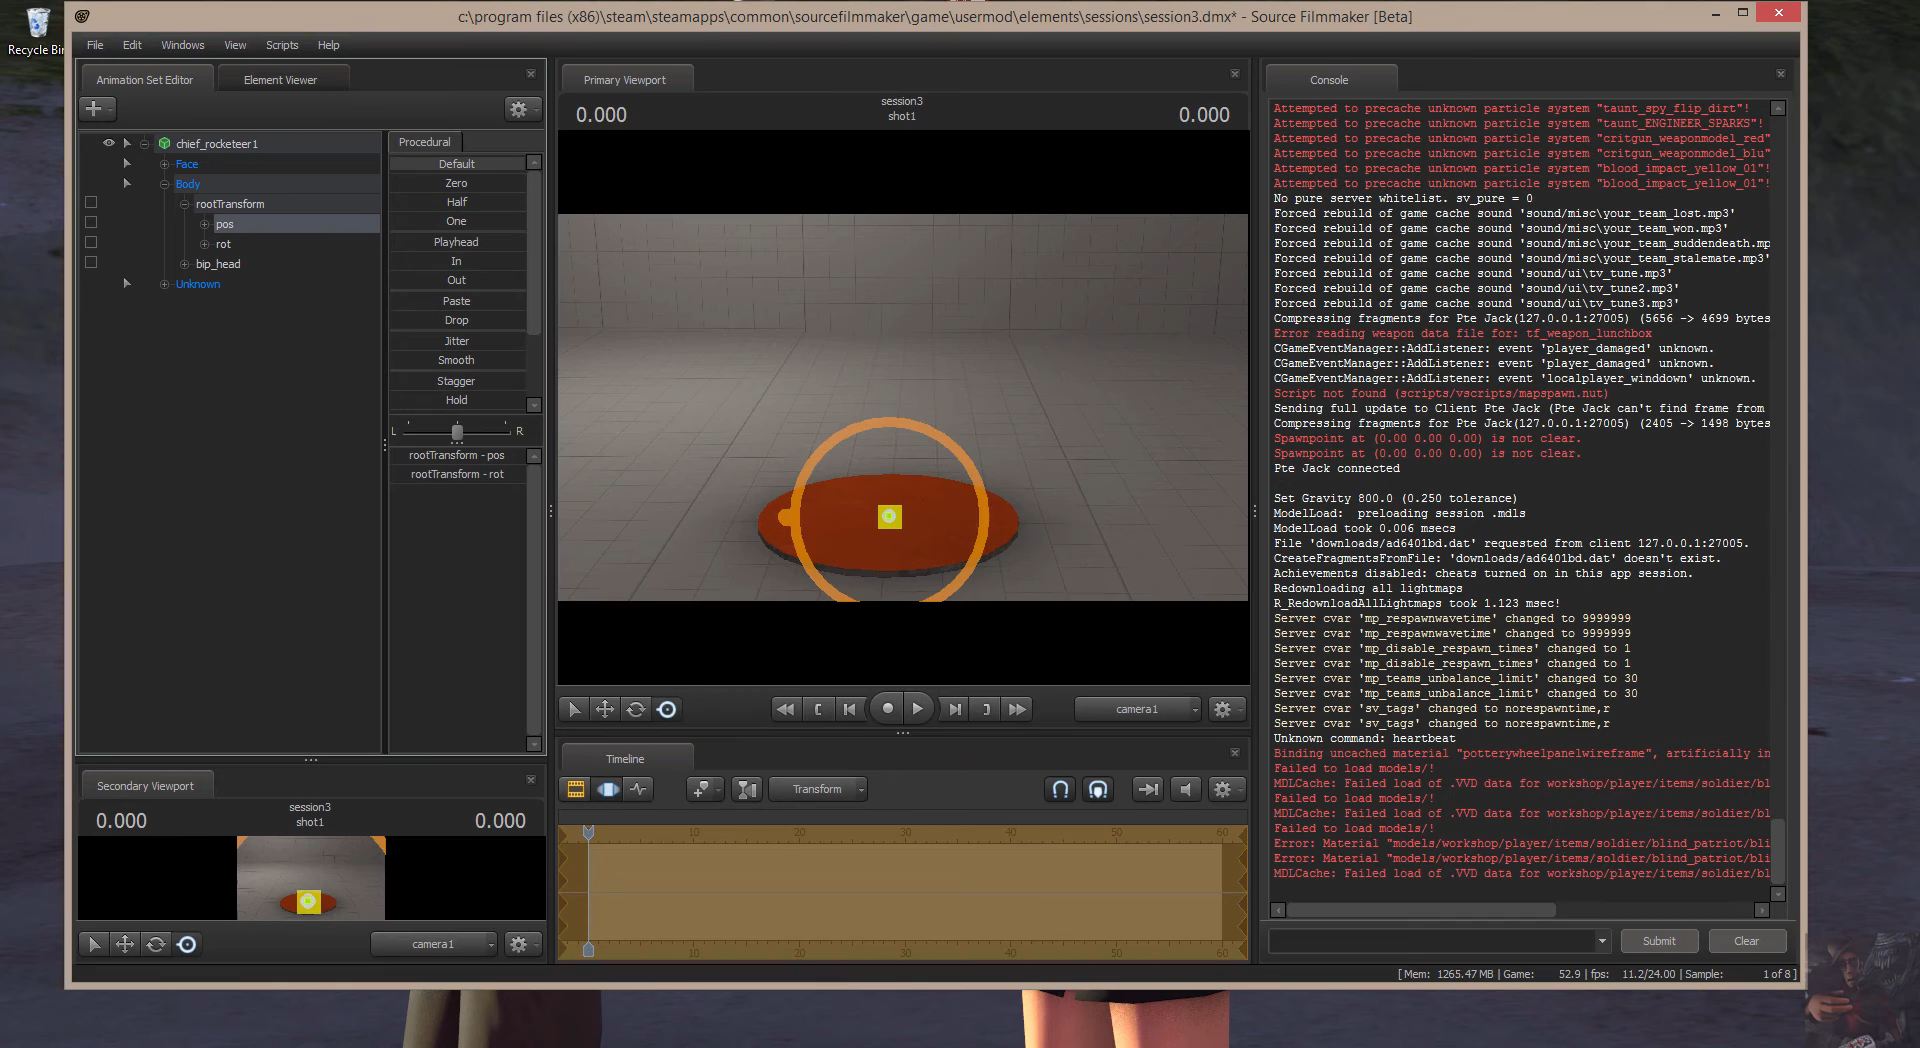 Recycle Bin
c:\program files (x86)\steam\steamapps\common\sourcefilmmaker\game\usermod\elements\sessions\session3.dmx* - Source Filmmaker [Beta]
File Edit Windows View Scripts Help
Animation Set Editor Element Viewer
chief_rocketeer1
Face
Body
rootTransform
pos
rot
bip_head
Unknown
Procedural
Default
Zero
Half
One
Playhead
In
Out
Paste
Drop
Jitter
Smooth
Stagger
Hold
L R
rootTransform - pos
rootTransform - rot
Secondary Viewport
session3
0.000 shot1 0.000
camera1
Primary Viewport
session3
0.000 shot1 0.000
camera1
Timeline
Transform
10 20 30 40 50 60
10 20 30 40 50 60
Console
Attempted to precache unknown particle system "taunt_spy_flip_dirt"!
Attempted to precache unknown particle system "taunt_ENGINEER_SPARKS"!
Attempted to precache unknown particle system "critgun_weaponmodel_red"
Attempted to precache unknown particle system "critgun_weaponmodel_blu"
Attempted to precache unknown particle system "blood_impact_yellow_01"!
Attempted to precache unknown particle system "blood_impact_yellow_01"!
No pure server whitelist. sv_pure = 0
Forced rebuild of game cache sound 'sound/misc\your_team_lost.mp3'
Forced rebuild of game cache sound 'sound/misc\your_team_won.mp3'
Forced rebuild of game cache sound 'sound/misc\your_team_suddendeath.mp
Forced rebuild of game cache sound 'sound/misc\your_team_stalemate.mp3'
Forced rebuild of game cache sound 'sound/ui\tv_tune.mp3'
Forced rebuild of game cache sound 'sound/ui\tv_tune2.mp3'
Forced rebuild of game cache sound 'sound/ui\tv_tune3.mp3'
Compressing fragments for Pte Jack(127.0.0.1:27005) (5656 -> 4699 bytes
Error reading weapon data file for: tf_weapon_lunchbox
CGameEventManager::AddListener: event 'player_damaged' unknown.
CGameEventManager::AddListener: event 'player_damaged' unknown.
CGameEventManager::AddListener: event 'localplayer_winddown' unknown.
Script not found (scripts/vscripts/mapspawn.nut)
Sending full update to Client Pte Jack (Pte Jack can't find frame from
Compressing fragments for Pte Jack(127.0.0.1:27005) (2405 -> 1498 bytes
Spawnpoint at (0.00 0.00 0.00) is not clear.
Spawnpoint at (0.00 0.00 0.00) is not clear.
Pte Jack connected
Set Gravity 800.0 (0.250 tolerance)
ModelLoad: preloading session .mdls
ModelLoad took 0.006 msecs
File 'downloads/ad6401bd.dat' requested from client 127.0.0.1:27005.
CreateFragmentsFromFile: 'downloads/ad6401bd.dat' doesn't exist.
Achievements disabled: cheats turned on in this app session.
Redownloading all lightmaps
R_RedownloadAllLightmaps took 1.123 msec!
Server cvar 'mp_respawnwavetime' changed to 9999999
Server cvar 'mp_respawnwavetime' changed to 9999999
Server cvar 'mp_disable_respawn_times' changed to 1
Server cvar 'mp_disable_respawn_times' changed to 1
Server cvar 'mp_teams_unbalance_limit' changed to 30
Server cvar 'mp_teams_unbalance_limit' changed to 30
Server cvar 'sv_tags' changed to norespawntime,r
Server cvar 'sv_tags' changed to norespawntime,r
Unknown command: heartbeat
Binding uncached material "potterywheelpanelwireframe", artificially in
Failed to load models/!
MDLCache: Failed load of .VVD data for workshop/player/items/soldier/bl
Failed to load models/!
MDLCache: Failed load of .VVD data for workshop/player/items/soldier/bl
Failed to load models/!
Error: Material "models/workshop/player/items/soldier/blind_patriot/bli
Error: Material "models/workshop/player/items/soldier/blind_patriot/bli
MDLCache: Failed load of .VVD data for workshop/player/items/soldier/bl
Submit Clear
[ Mem: 1265.47 MB | Game: 52.9 | fps: 11.2/24.00 | Sample: 1 of 8 ]